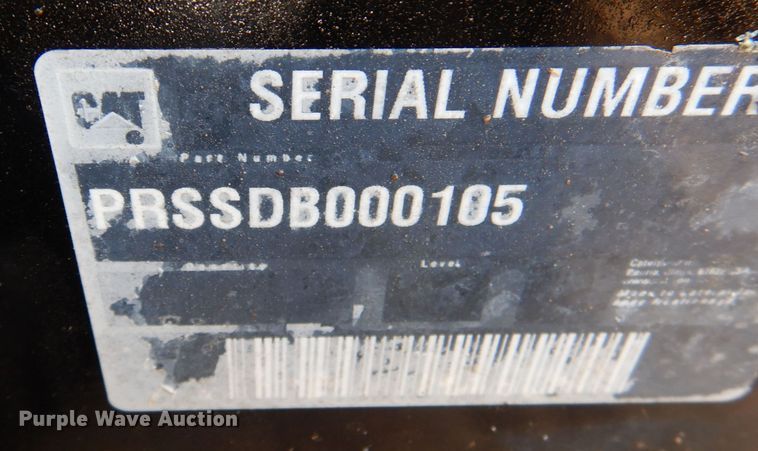 CAT
SERIAL NUMBER
Part Number
PRSSDB000105
Level
Purple Wave Auction